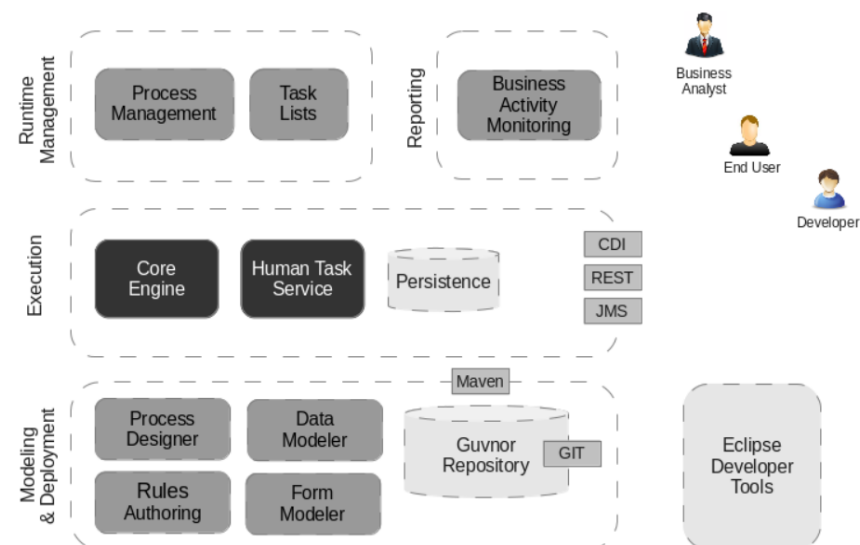 Runtime
Management
Process
Management
Task
Lists
Reporting
Business
Activity
Monitoring
Business
Analyst
End User
Developer
Execution
Core
Engine
Human Task
Service
Persistence
CDI
REST
JMS
Modeling
& Deployment
Maven
Process
Designer
Data
Modeler
Guvnor
Repository
GIT
Rules
Authoring
Form
Modeler
Eclipse
Developer
Tools